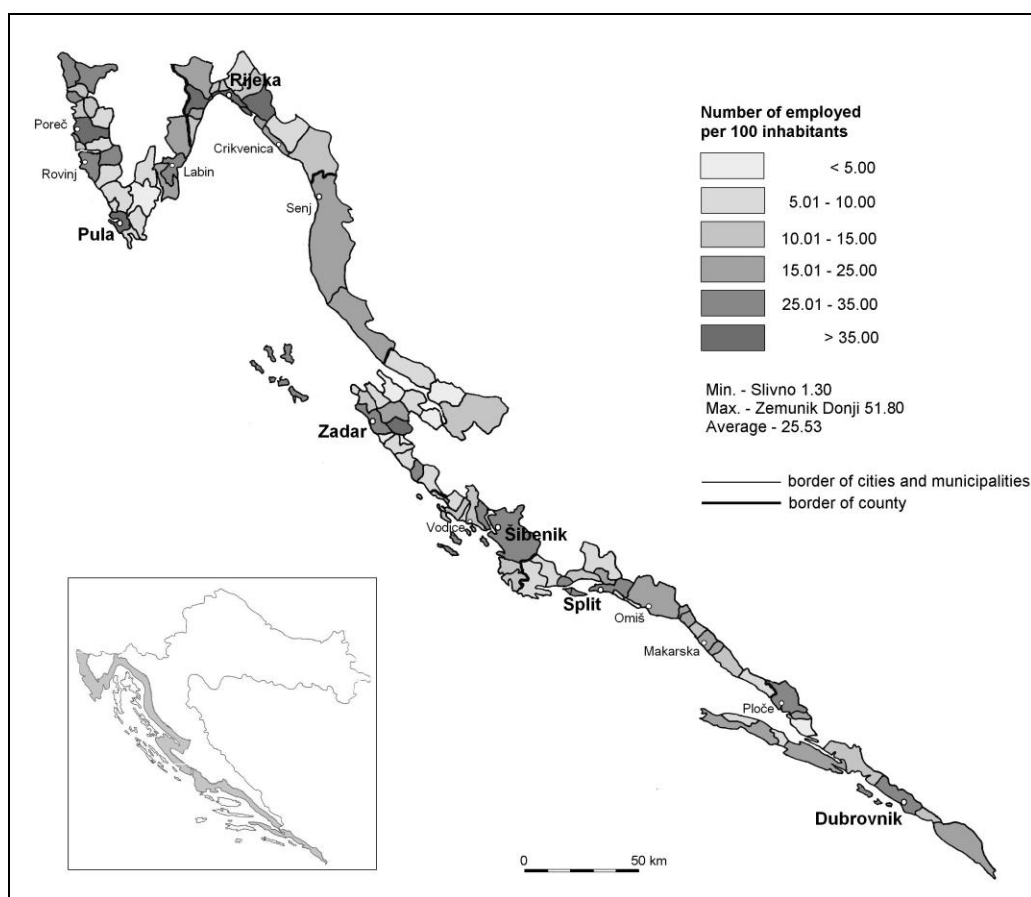 Rijeka
Poreč
Crikvenica
Rovinj
Labin
Senj
Pula
Zadar
Vodice
Šibenik
Split
Omiš
Makarska
Ploče
Dubrovnik
Number of employed
per 100 inhabitants
< 5.00
5.01 - 10.00
10.01 - 15.00
15.01 - 25.00
25.01 - 35.00
> 35.00
Min. - Slivno 1.30
Max. - Zemunik Donji 51.80
Average - 25.53
border of cities and municipalities
border of county
0 50 km